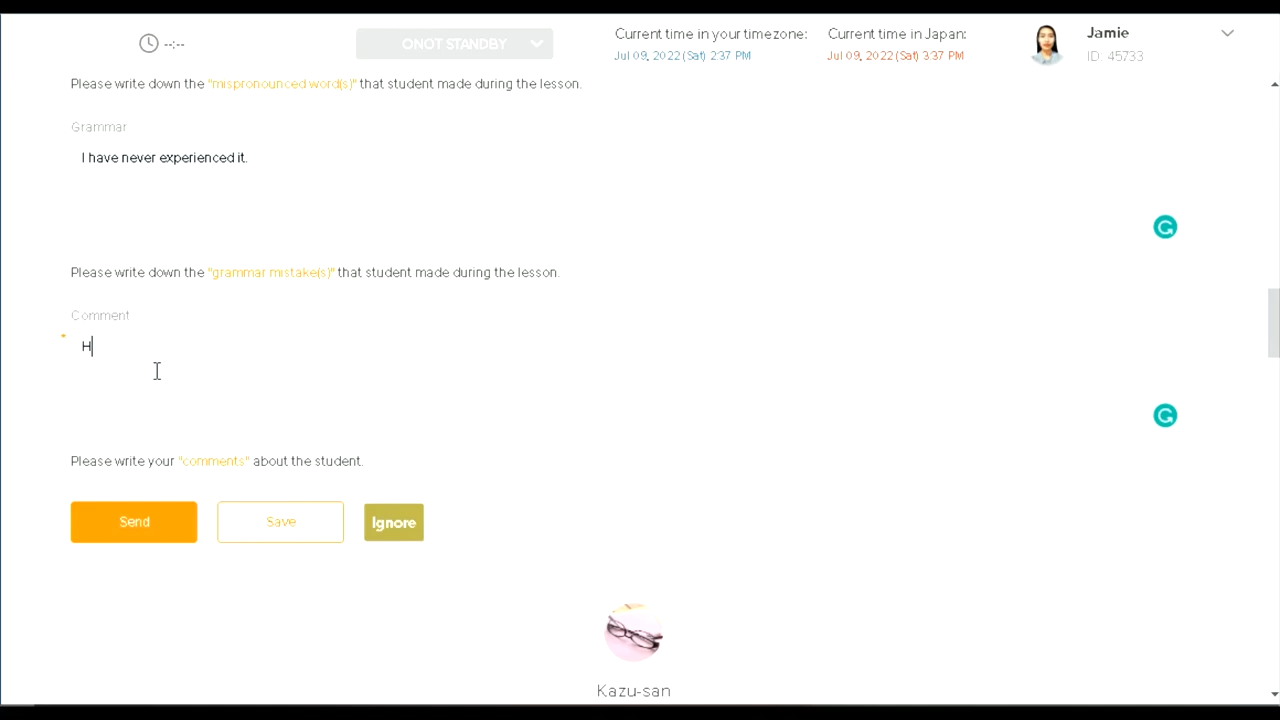 --:--
ONOT STANDBY
Current time in your timezone:
Jul 09, 2022 (Sat) 2:37 PM
Current time in Japan:
Jul 09, 2022 (Sat) 3:37 PM
Jamie
ID: 45733
Please write down the "mispronounced word(s)" that student made during the lesson.
Grammar
I have never experienced it.
Please write down the "grammar mistake(s)" that student made during the lesson.
Comment
* H
Please write your "comments" about the student.
Send
Save
Ignore
Kazu-san